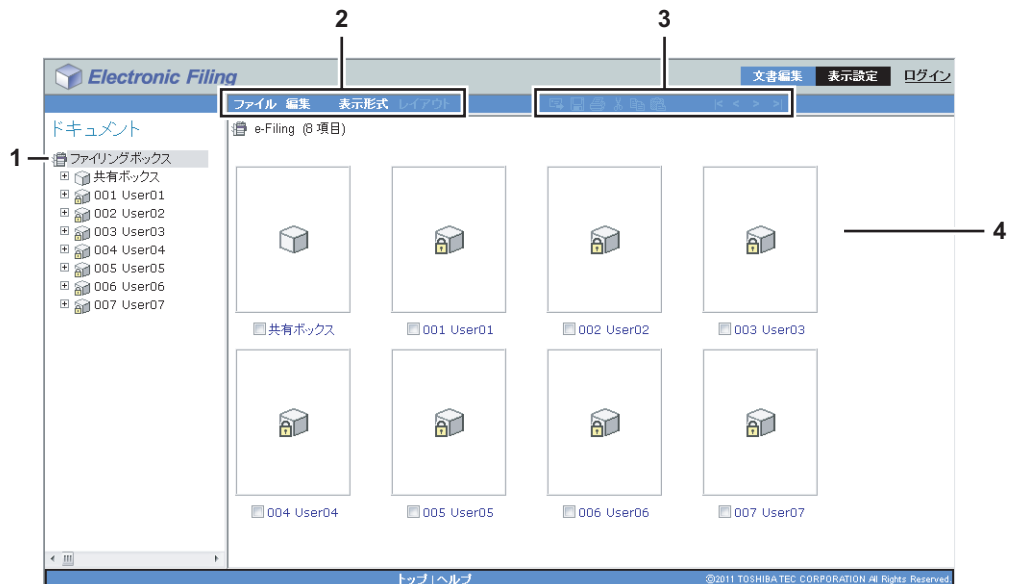 2 3
Electronic Filing
文書編集 表示設定 ログイン
ファイル 編集 表示形式 レイアウト |< < > >|
ドキュメント
e-Filing (8 項目)
1
ファイリングボックス
共有ボックス
001 User01
002 User02
003 User03
004 User04
005 User05
006 User06
007 User07
4
共有ボックス 001 User01 002 User02 003 User03
004 User04 005 User05 006 User06 007 User07
トップ | ヘルプ
©2011 TOSHIBA TEC CORPORATION All Rights Reserved.